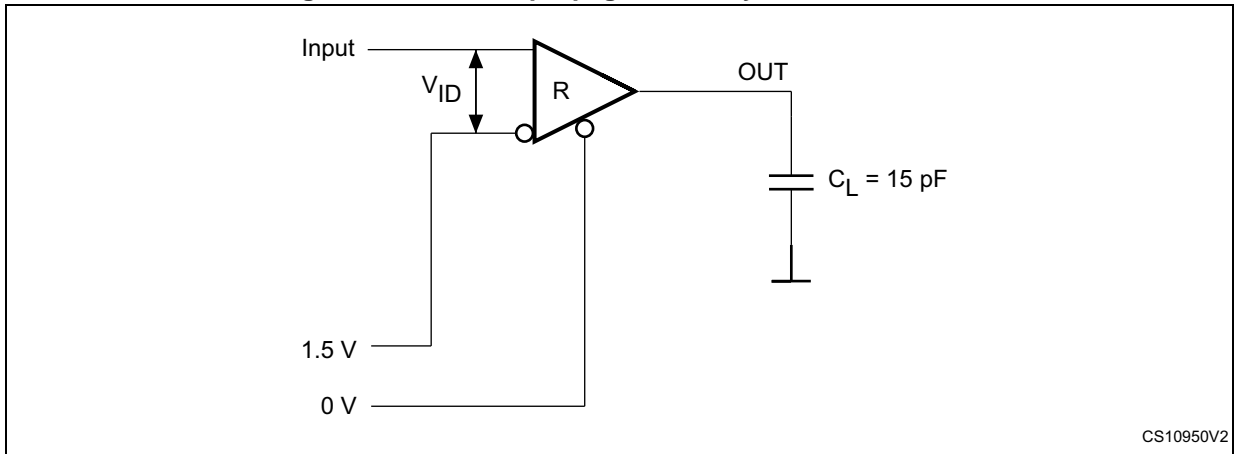 Input
V_ID
R
OUT
C_L = 15 pF
1.5 V
0 V
CS10950V2